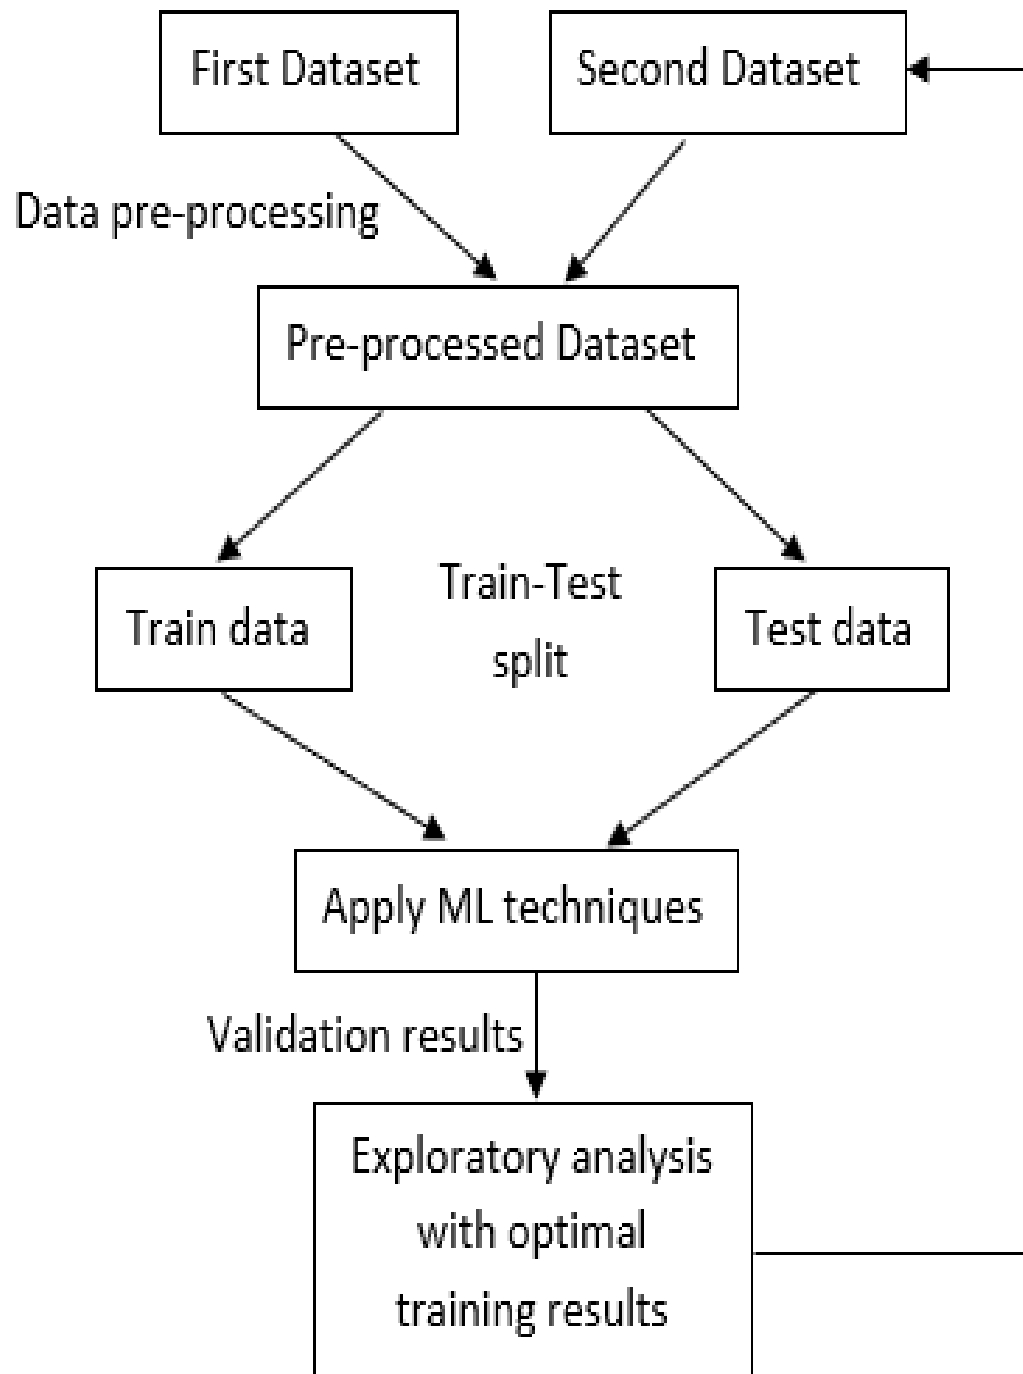 First Dataset
Second Dataset
Data pre-processing
Pre-processed Dataset
Train data
Train-Test
split
Test data
Apply ML techniques
Validation results
Exploratory analysis
with optimal
training results